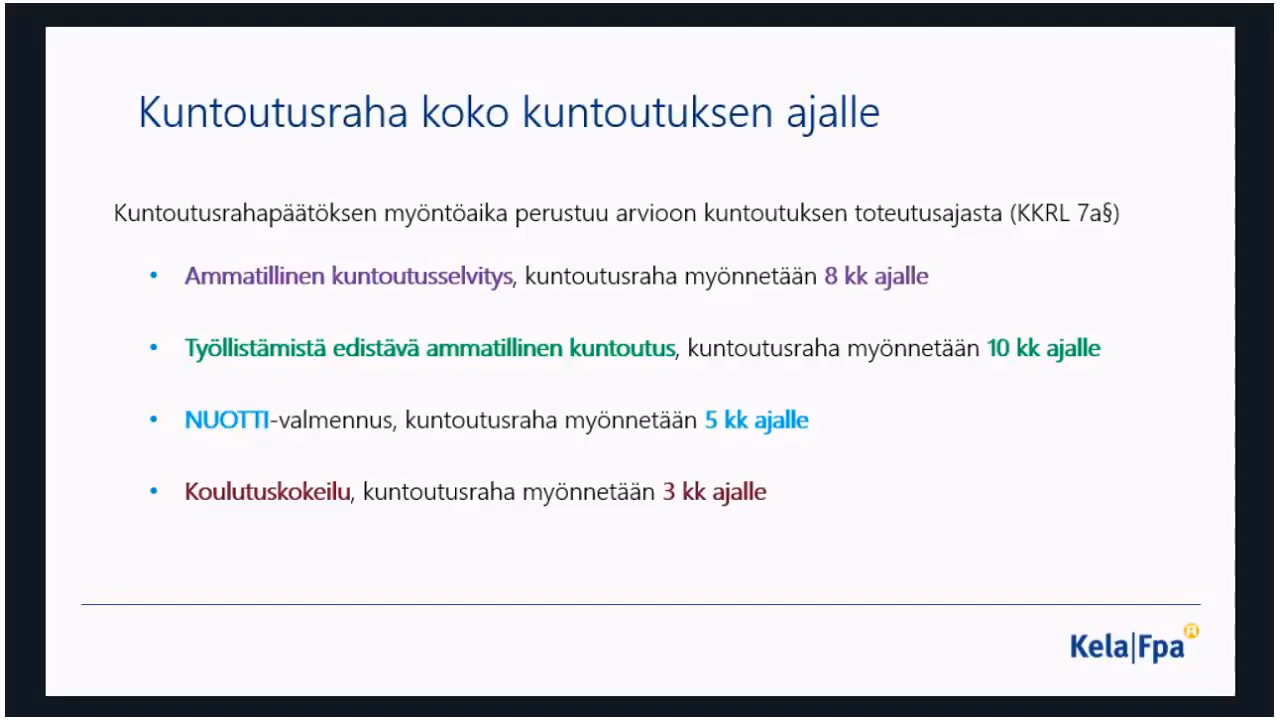 Kuntoutusraha koko kuntoutuksen ajalle
Kuntoutusrahapäätöksen myöntöaika perustuu arvioon kuntoutuksen toteutusajasta (KKRL 7a§)
• Ammatillinen kuntoutusselvitys, kuntoutusraha myönnetään 8 kk ajalle
• Työllistämistä edistävä ammatillinen kuntoutus, kuntoutusraha myönnetään 10 kk ajalle
• NUOTTI-valmennus, kuntoutusraha myönnetään 5 kk ajalle
• Koulutuskokeilu, kuntoutusraha myönnetään 3 kk ajalle
Kela|Fpa